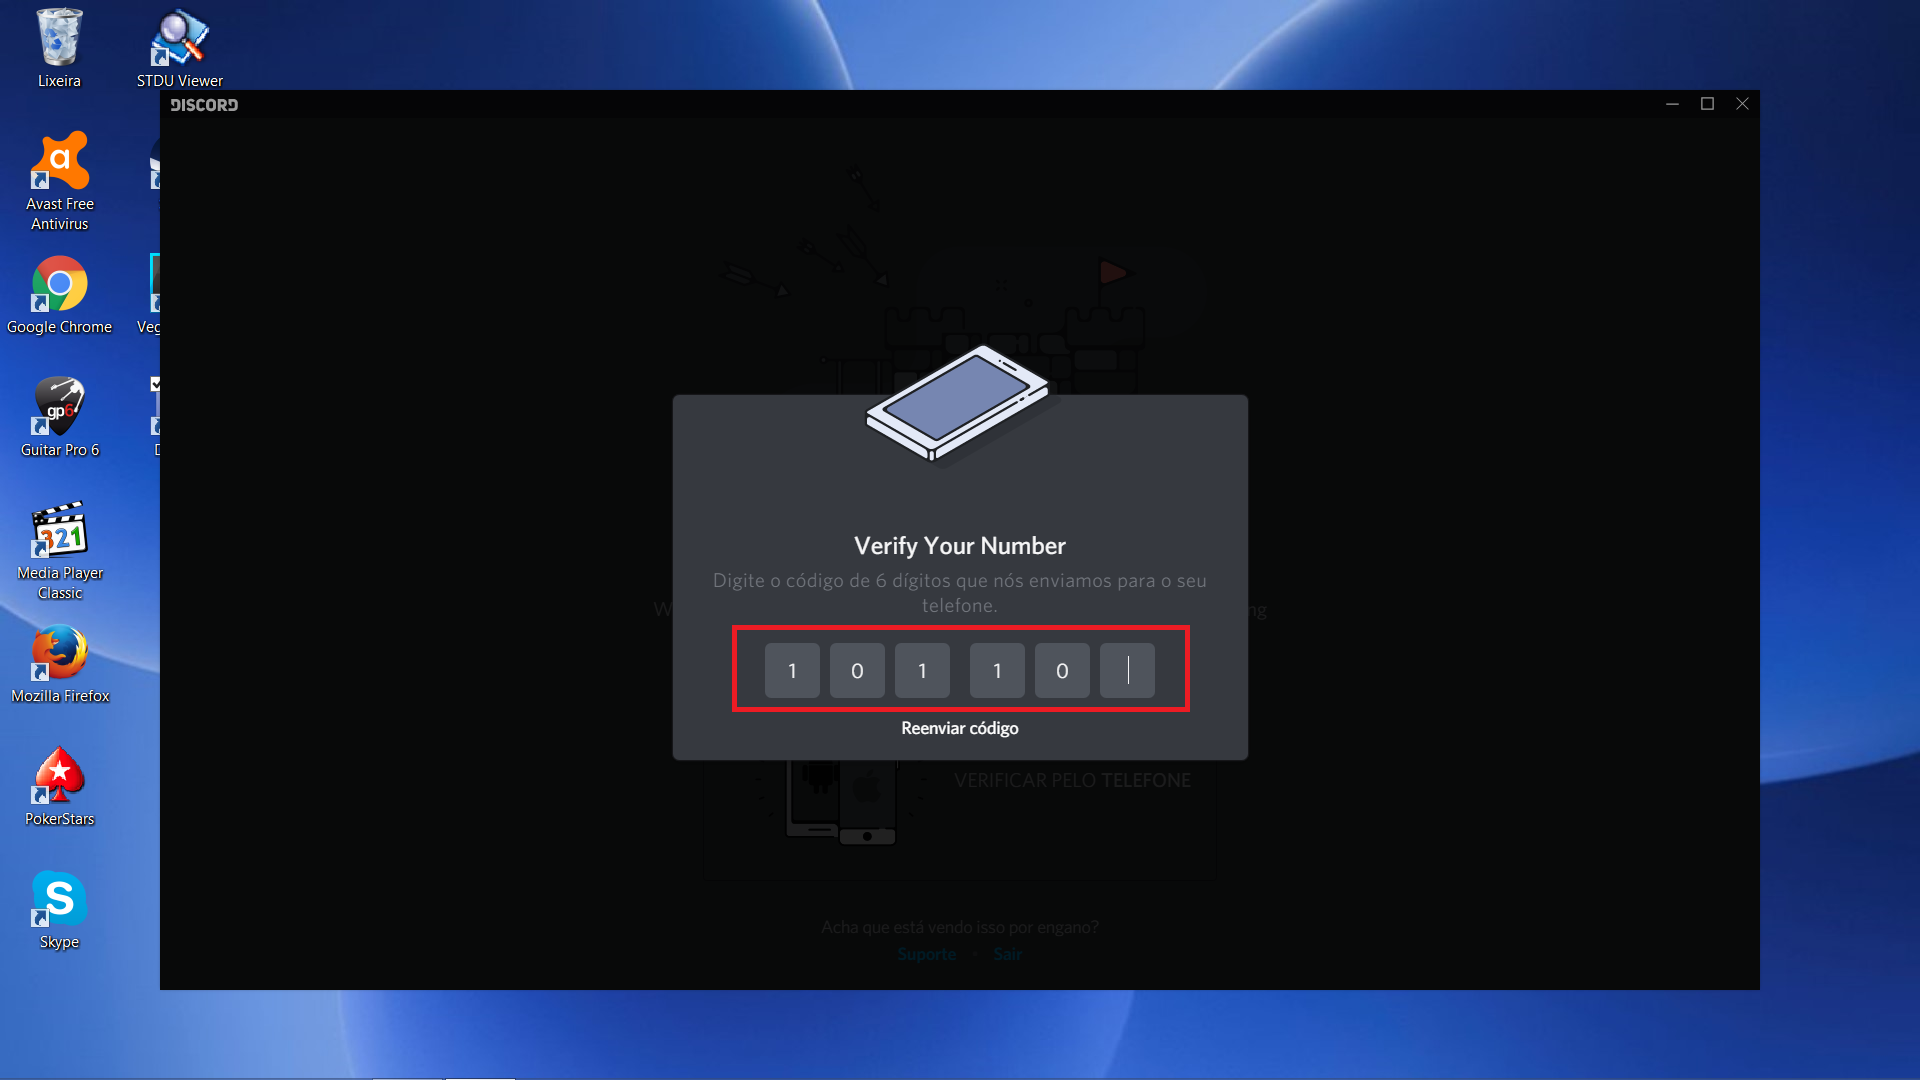 Lixeira
STDU Viewer
DISCORD
Avast Free
Antivirus
Google Chrome
Guitar Pro 6
Media Player
Classic
Mozilla Firefox
PokerStars
Skype
Verify Your Number
Digite o código de 6 dígitos que nós enviamos para o seu
telefone.
1 0 1 1 0
Reenviar código
VERIFICAR PELO TELEFONE
Acha que está vendo isso por engano?
Suporte • Sair